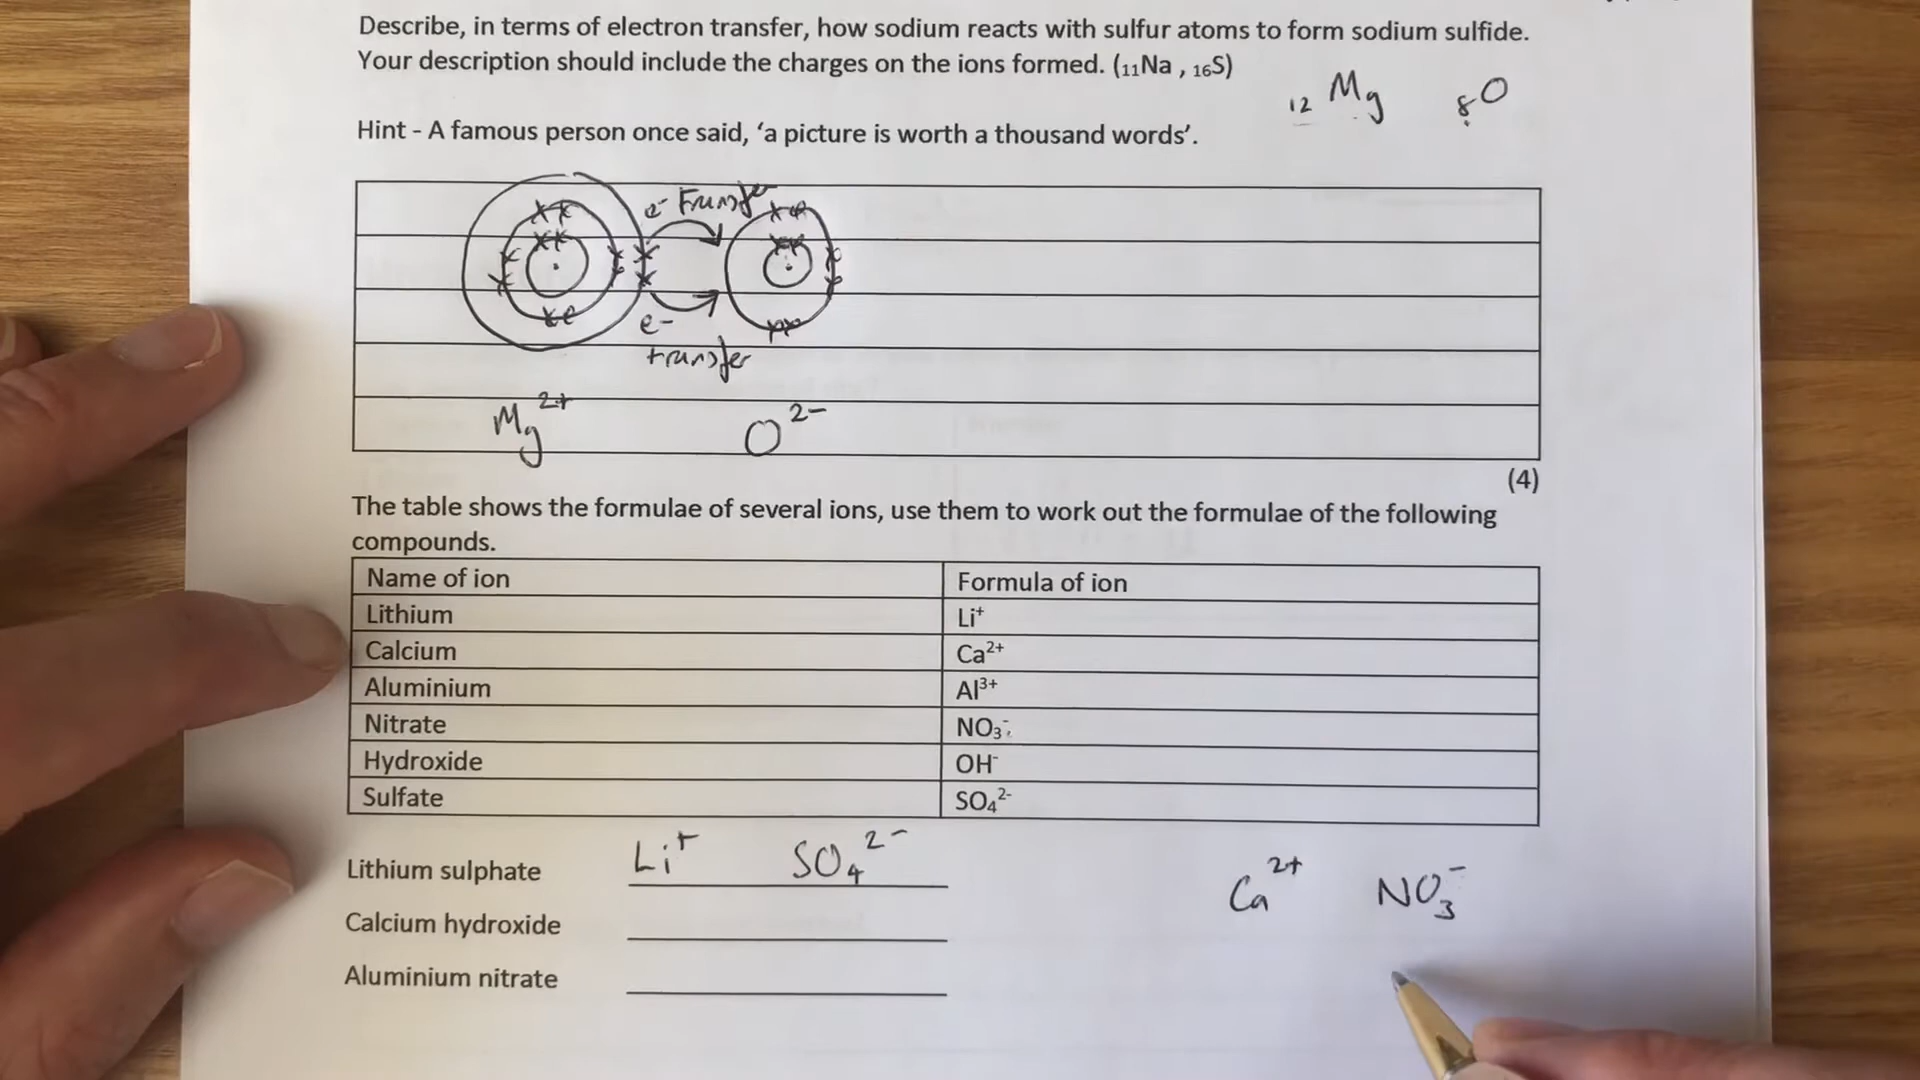 Describe, in terms of electron transfer, how sodium reacts with sulfur atoms to form sodium sulfide.
Your description should include the charges on the ions formed. (₁₁Na , ₁₆S)
₁₂ Mg ₈O
Hint - A famous person once said, ‘a picture is worth a thousand words’.
e⁻ Transfer
e⁻
transfer
Mg²⁺ O²⁻
(4)
The table shows the formulae of several ions, use them to work out the formulae of the following
compounds.
Name of ion Formula of ion
Lithium Li⁺
Calcium Ca²⁺
Aluminium Al³⁺
Nitrate NO₃⁻
Hydroxide OH⁻
Sulfate SO₄²⁻
Lithium sulphate Li⁺ SO₄²⁻
Ca²⁺ NO₃⁻
Calcium hydroxide
Aluminium nitrate